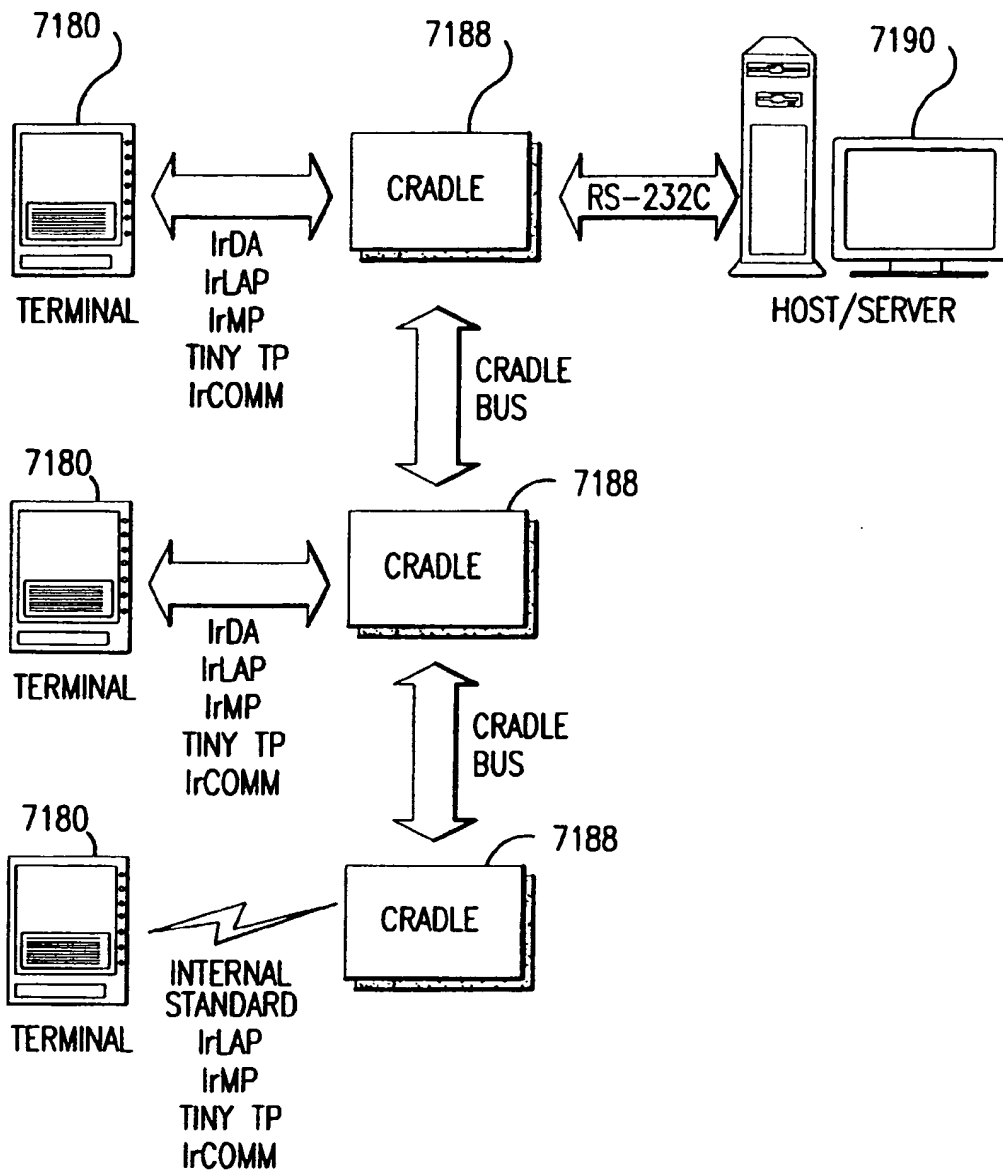 7180
7188
7190
CRADLE
RS-232C
TERMINAL
IrDA
IrLAP
IrMP
TINY TP
IrCOMM
HOST/SERVER
CRADLE
BUS
7180
7188
CRADLE
TERMINAL
IrDA
IrLAP
IrMP
TINY TP
IrCOMM
CRADLE
BUS
7180
7188
CRADLE
TERMINAL
INTERNAL
STANDARD
IrLAP
IrMP
TINY TP
IrCOMM